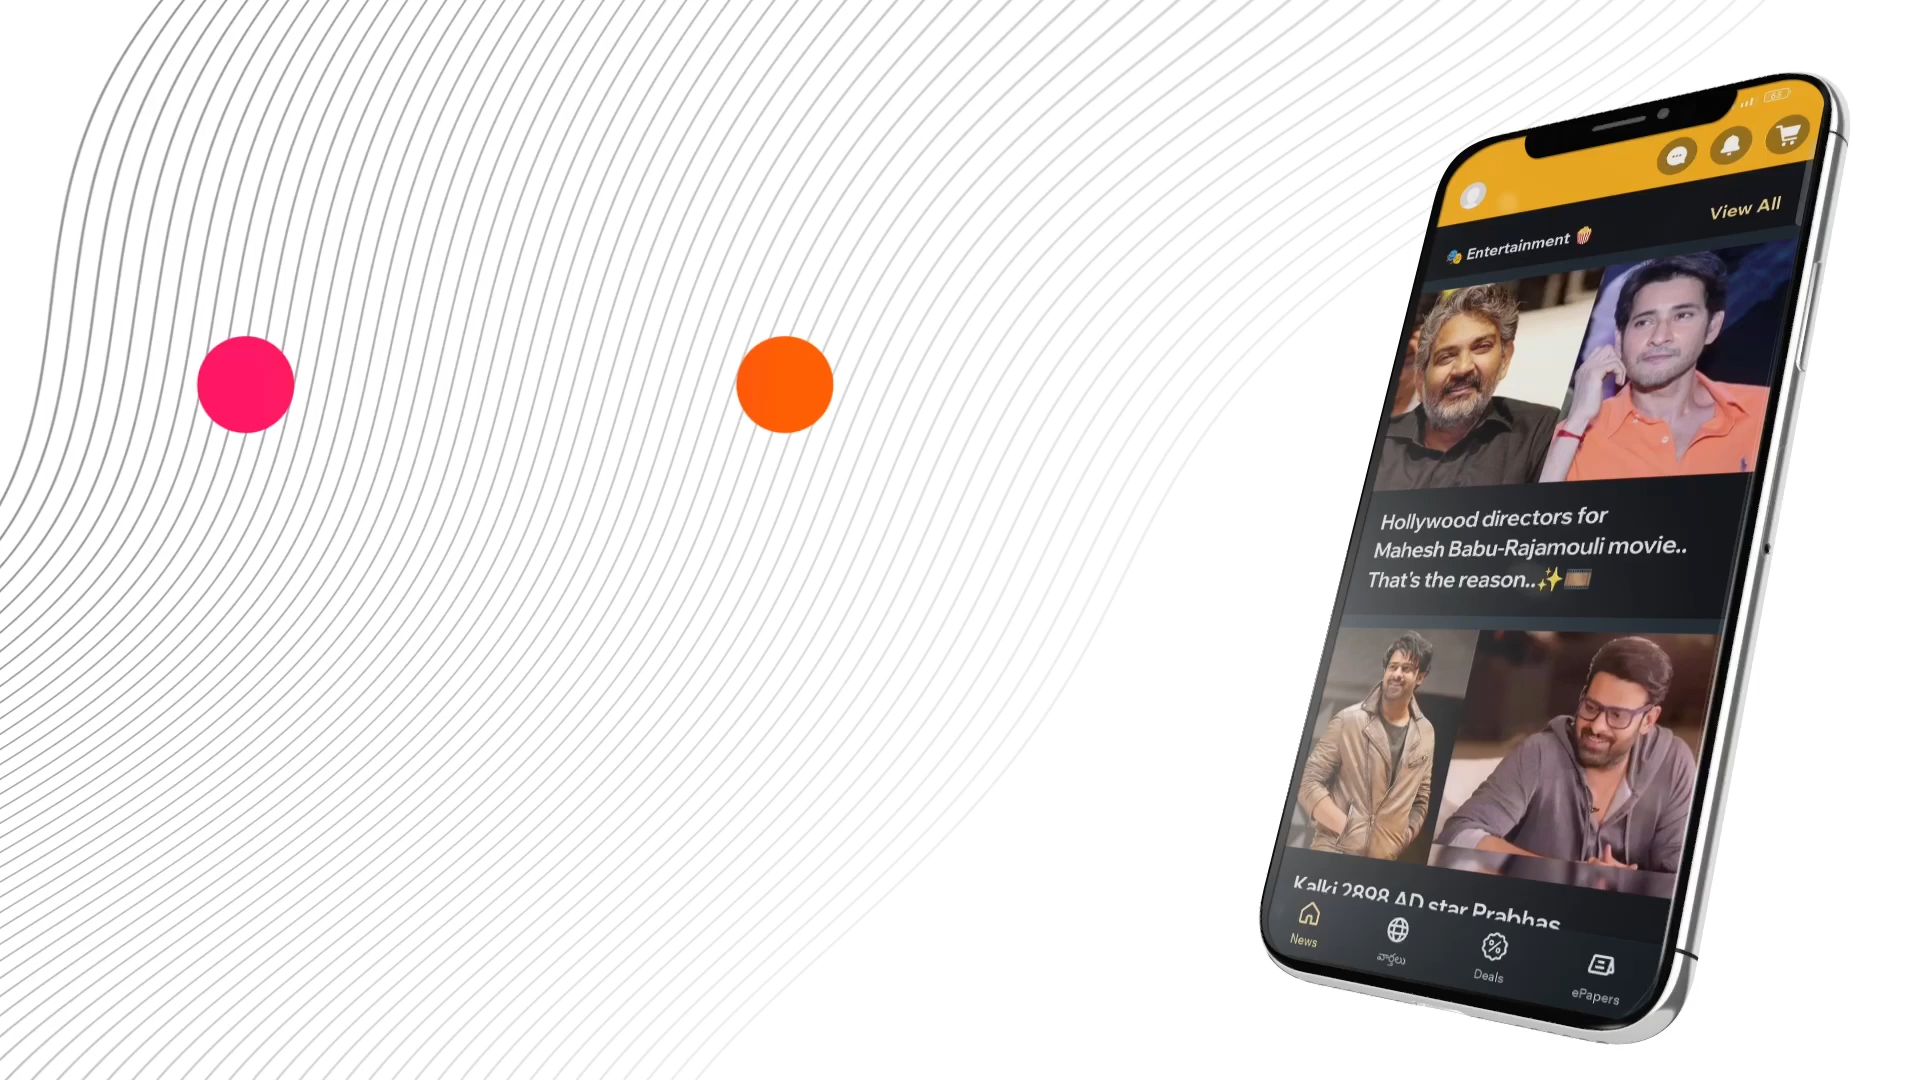 68
View All
🎭 Entertainment 🍿
Hollywood directors for
Mahesh Babu-Rajamouli movie..
That's the reason..✨🎞️
Kalki 2898 AD star Prabhas
News
వార్తలు
Deals
ePapers